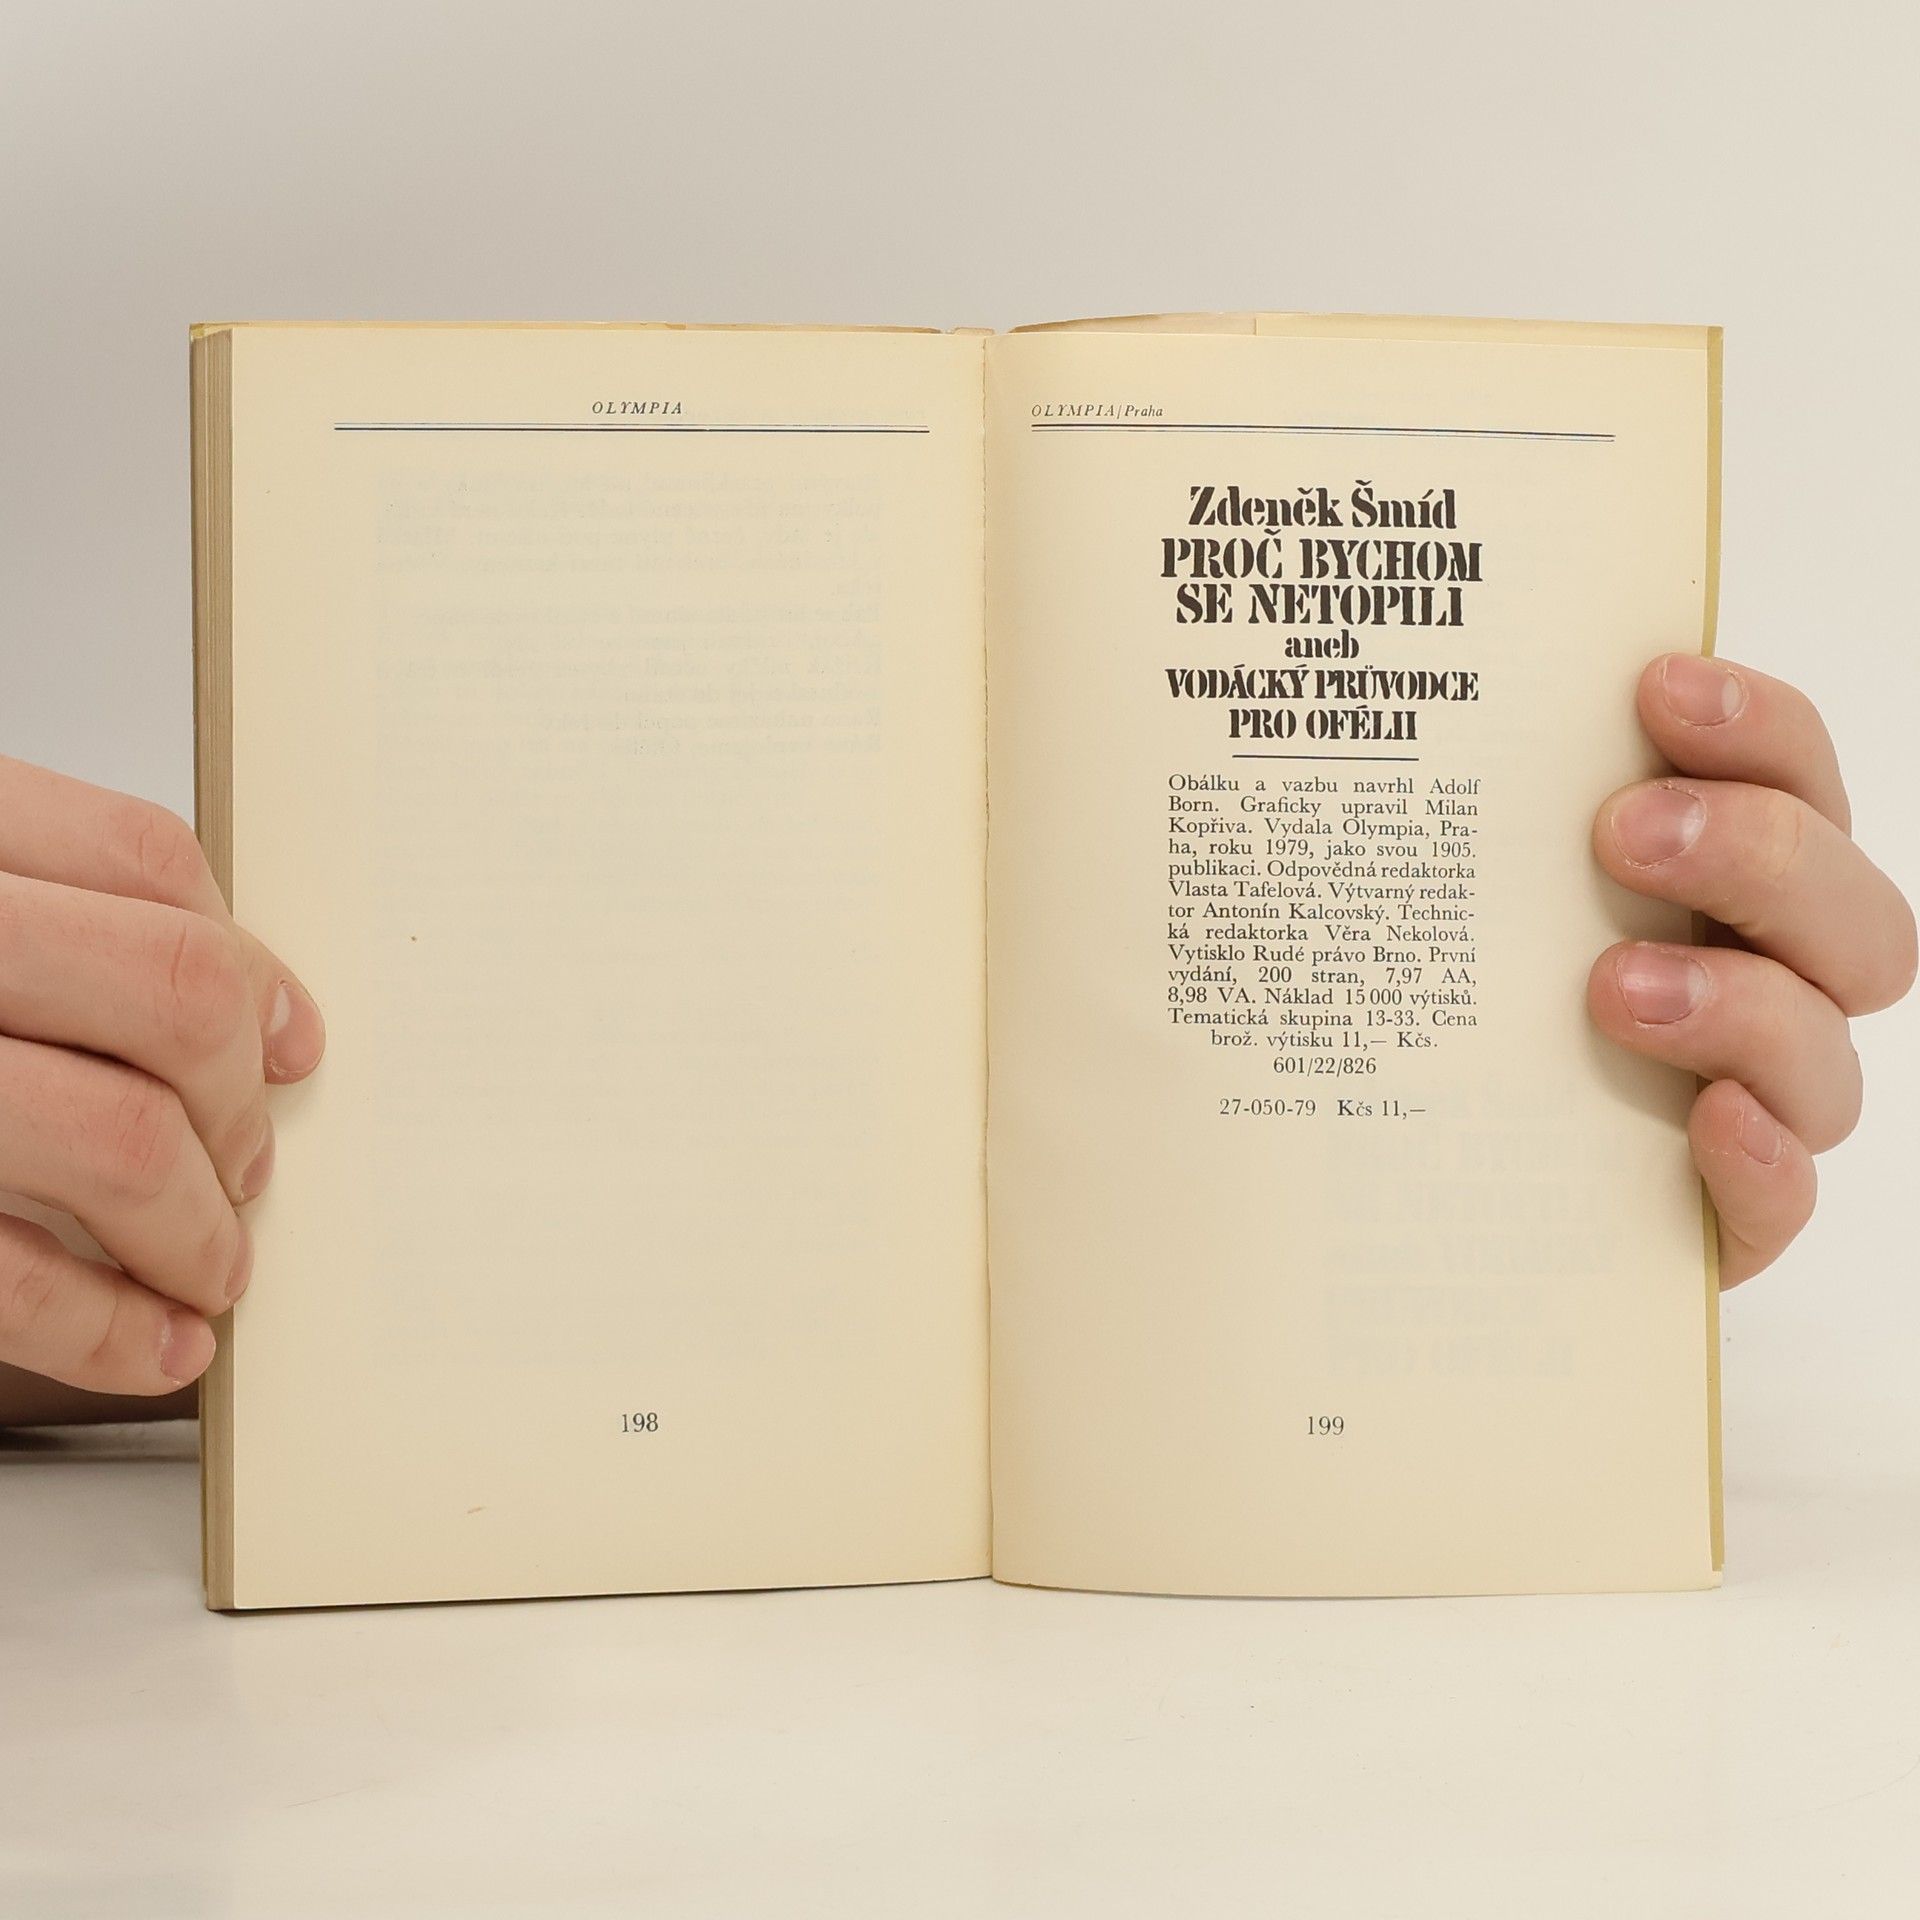 OLYMPIA
198
OLYMPIA/Praha
Zdeněk Šmíd
PROČ BYCHOM
SE NETOPILI
aneb
VODÁCKÝ PRŮVODCE
PRO OFÉLII
Obálku a vazbu navrhl Adolf
Born. Graficky upravil Milan
Kopřiva. Vydala Olympia, Pra-
ha, roku 1979, jako svou 1905.
publikaci. Odpovědná redaktorka
Vlasta Tafelová. Výtvarný redak-
tor Antonín Kalcovský. Technic-
ká redaktorka Věra Nekolová.
Vytisklo Rudé právo Brno. První
vydání, 200 stran, 7,97 AA,
8,98 VA. Náklad 15 000 výtisků.
Tematická skupina 13-33. Cena
brož. výtisku 11,— Kčs.
601/22/826
27-050-79 Kčs 11,—
199